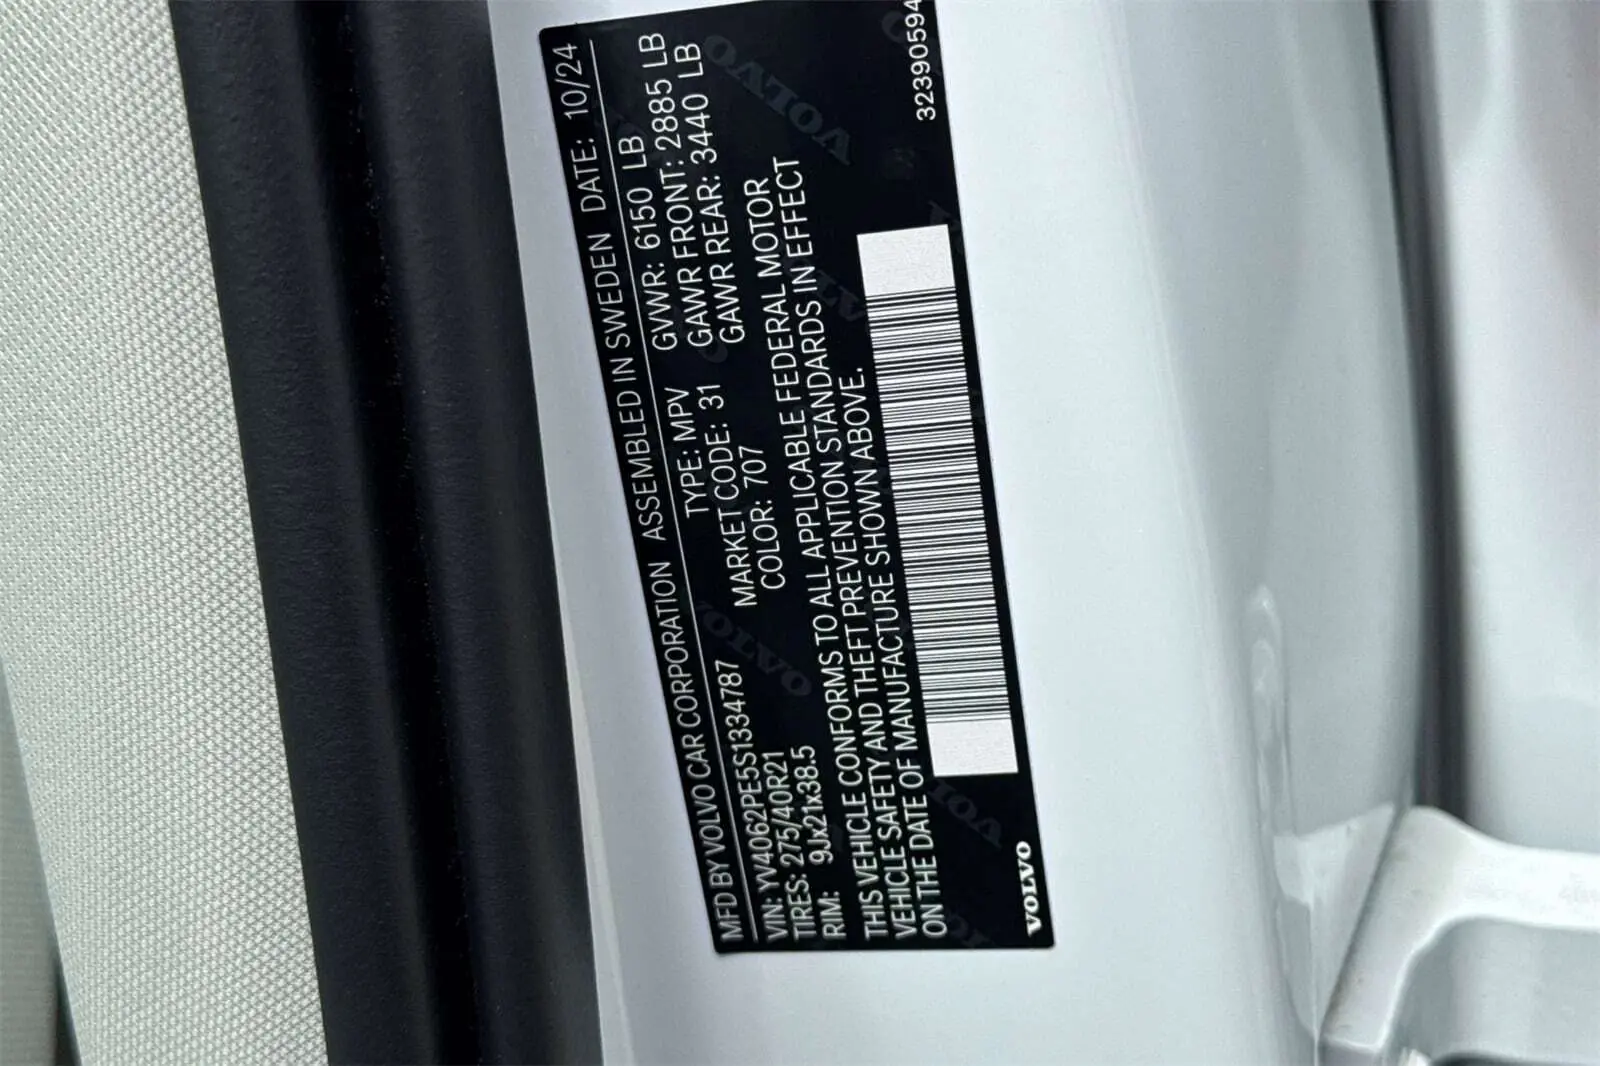 MFD BY VOLVO CAR CORPORATION ASSEMBLED IN SWEDEN DATE: 10/24
VIN: YV4062PE5S1334787 TYPE: MPV GVWR: 6150 LB
TIRES: 275/40R21 MARKET CODE: 31 GAWR FRONT: 2885 LB
RIM: 9Jx21x38.5 COLOR: 707 GAWR REAR: 3440 LB
THIS VEHICLE CONFORMS TO ALL APPLICABLE FEDERAL MOTOR
VEHICLE SAFETY AND THEFT PREVENTION STANDARDS IN EFFECT
ON THE DATE OF MANUFACTURE SHOWN ABOVE.
VOLVO 32390594